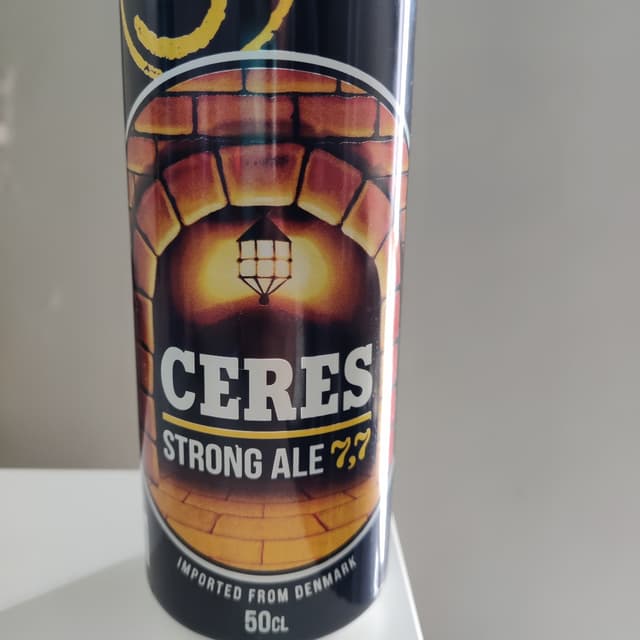 CERES
STRONG ALE 7,7
IMPORTED FROM DENMARK
50CL